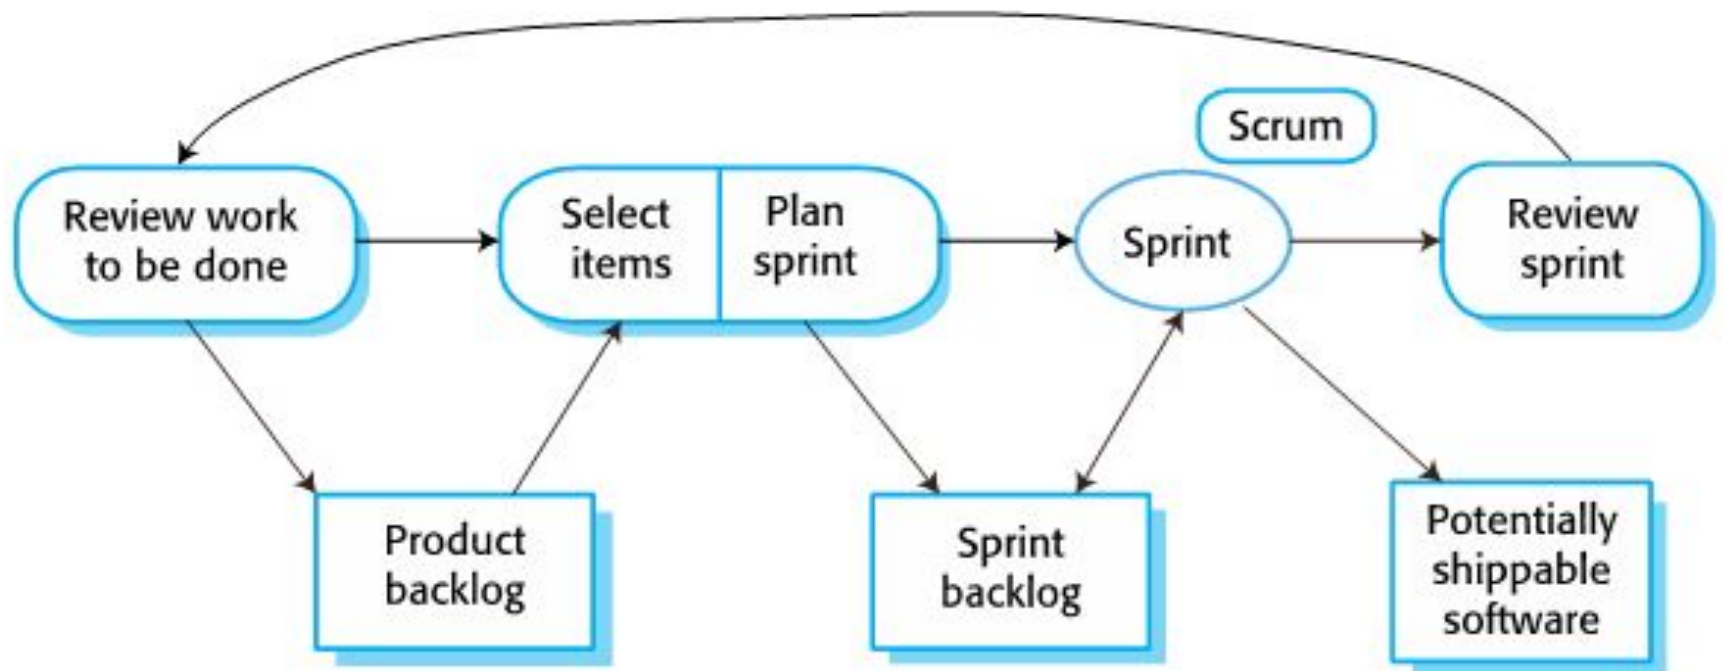 Scrum
Review work
to be done
Select
items
Plan
sprint
Sprint
Review
sprint
Product
backlog
Sprint
backlog
Potentially
shippable
software